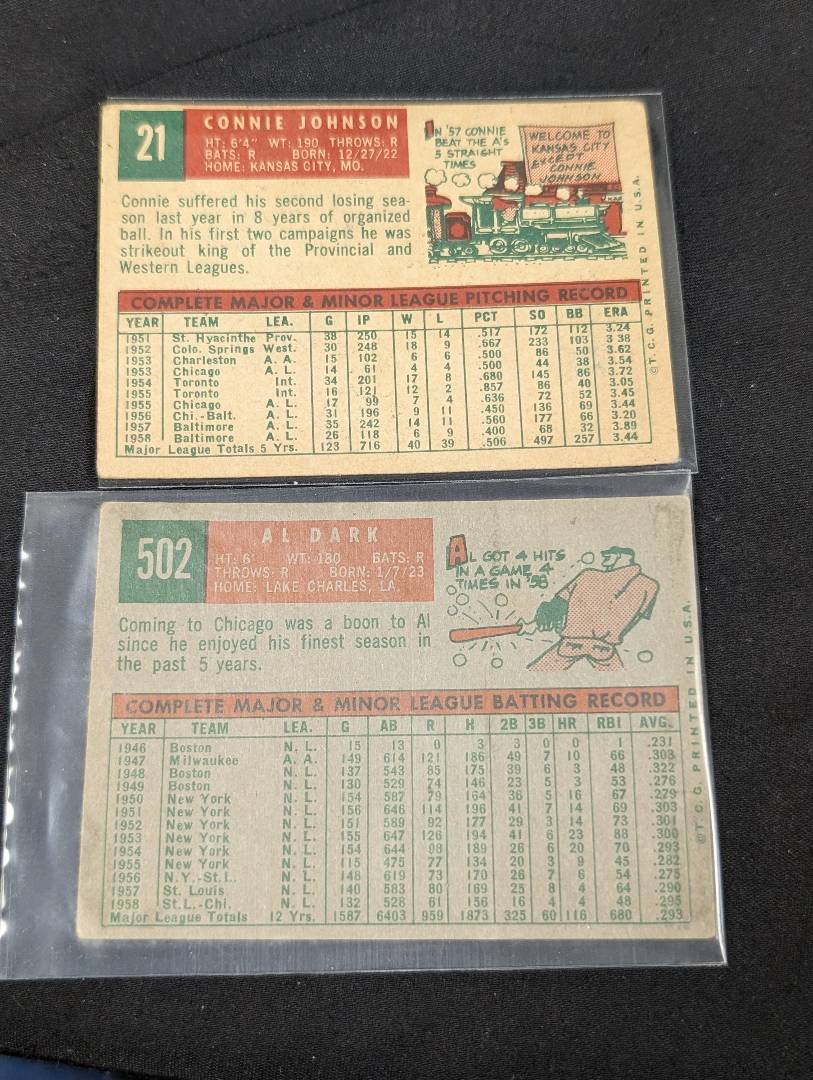 21
CONNIE JOHNSON
HT: 6'4" WT: 190 THROWS: R
BATS: R BORN: 12/27/22
HOME: KANSAS CITY, MO.
IN '57 CONNIE
BEAT THE A'S
5 STRAIGHT
TIMES
WELCOME TO
KANSAS CITY
EXCEPT
CONNIE
JOHNSON
Connie suffered his second losing sea-
son last year in 8 years of organized
ball. In his first two campaigns he was
strikeout king of the Provincial and
Western Leagues.
COMPLETE MAJOR & MINOR LEAGUE PITCHING RECORD
YEAR TEAM LEA. G IP W L PCT SO BB ERA
1951 St. Hyacinthe Prov. 38 250 15 14 .517 172 112 3.24
1952 Colo. Springs West. 30 248 18 9 .667 233 103 3.38
1953 Charleston A. A. 15 102 6 6 .500 86 50 3.62
1953 Chicago A. L. 14 61 4 4 .500 44 38 3.54
1954 Toronto Int. 34 201 17 8 .680 145 86 3.72
1955 Toronto Int. 16 121 12 2 .857 86 40 3.05
1955 Chicago A. L. 17 99 7 4 .636 72 52 3.45
1956 Chi.-Balt. A. L. 31 196 9 11 .450 136 69 3.44
1957 Baltimore A. L. 35 242 14 11 .560 177 66 3.20
1958 Baltimore A. L. 26 118 6 9 .400 68 32 3.89
Major League Totals 5 Yrs. 123 716 40 39 .506 497 257 3.44
©T. C. G. PRINTED IN U.S.A.
502
AL DARK
HT: 6' WT: 180 BATS: R
THROWS: R BORN: 1/7/23
HOME: LAKE CHARLES, LA.
AL GOT 4 HITS
IN A GAME 4
TIMES IN '58
Coming to Chicago was a boon to Al
since he enjoyed his finest season in
the past 5 years.
COMPLETE MAJOR & MINOR LEAGUE BATTING RECORD
YEAR TEAM LEA. G AB R H 2B 3B HR RBI AVG.
1946 Boston N. L. 15 13 0 3 3 0 0 1 .231
1947 Milwaukee A. A. 149 614 121 186 49 7 10 66 .303
1948 Boston N. L. 137 543 85 175 39 6 3 48 .322
1949 Boston N. L. 130 529 74 146 23 5 3 53 .276
1950 New York N. L. 154 587 79 164 36 5 16 67 .279
1951 New York N. L. 156 646 114 196 41 7 14 69 .303
1952 New York N. L. 151 589 92 177 29 3 14 73 .301
1953 New York N. L. 155 647 126 194 41 6 23 88 .300
1954 New York N. L. 154 644 98 189 26 6 20 70 .293
1955 New York N. L. 115 475 77 134 20 3 9 45 .282
1956 N.Y.-St.L. N. L. 148 619 73 170 26 7 6 54 .275
1957 St. Louis N. L. 140 583 80 169 25 8 4 64 .290
1958 St.L.-Chi. N. L. 132 528 61 156 16 4 4 48 .295
Major League Totals 12 Yrs. 1587 6403 959 1873 325 60 116 680 .293
©T. C. G. PRINTED IN U.S.A.